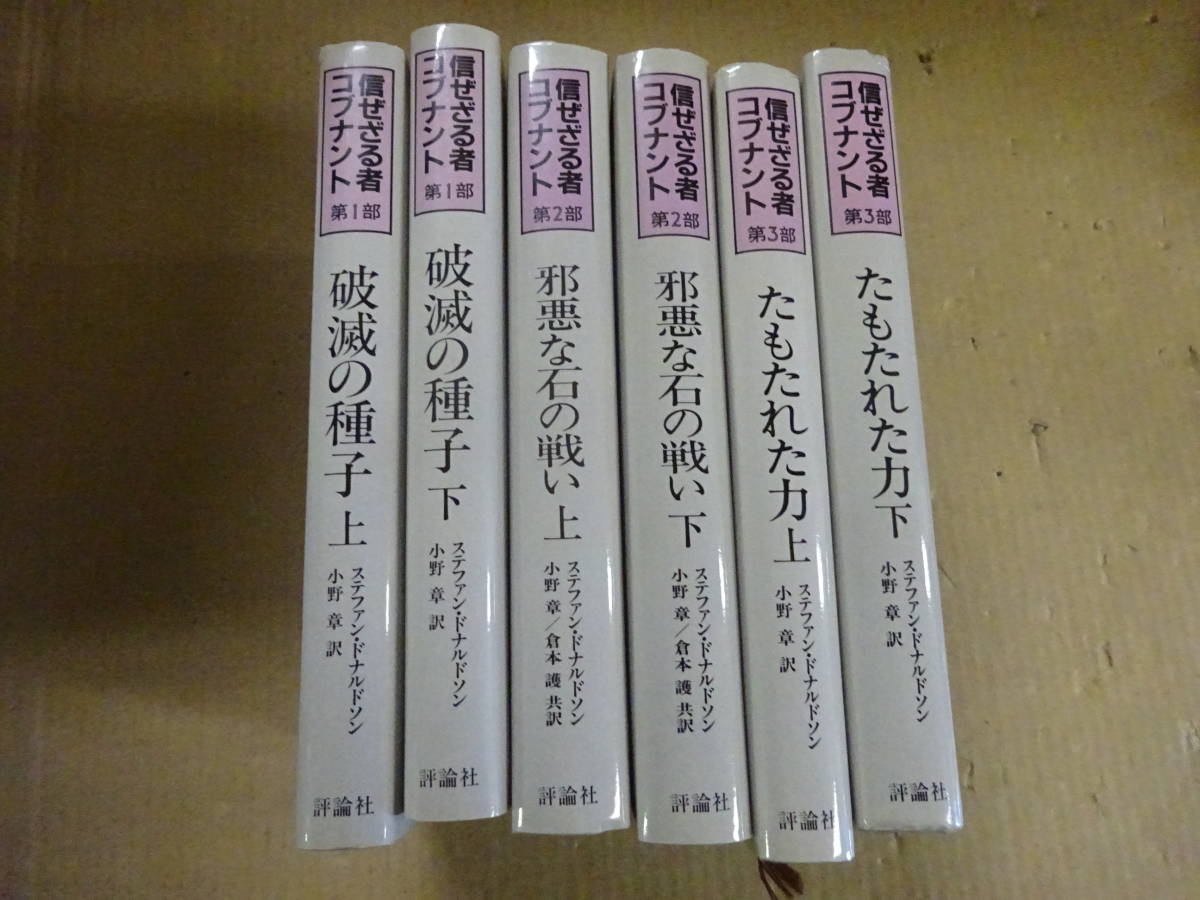 信ぜざる者
コブナント
第1部
破滅の種子 上
ステファン・ドナルドソン
小野 章 訳
評論社
信ぜざる者
コブナント
第1部
破滅の種子 下
ステファン・ドナルドソン
小野 章 訳
評論社
信ぜざる者
コブナント
第2部
邪悪な石の戦い 上
ステファン・ドナルドソン
小野 章/倉本 護 共訳
評論社
信ぜざる者
コブナント
第2部
邪悪な石の戦い 下
ステファン・ドナルドソン
小野 章/倉本 護 共訳
評論社
信ぜざる者
コブナント
第3部
たもたれた力 上
ステファン・ドナルドソン
小野 章 訳
評論社
信ぜざる者
コブナント
第3部
たもたれた力 下
ステファン・ドナルドソン
小野 章 訳
評論社